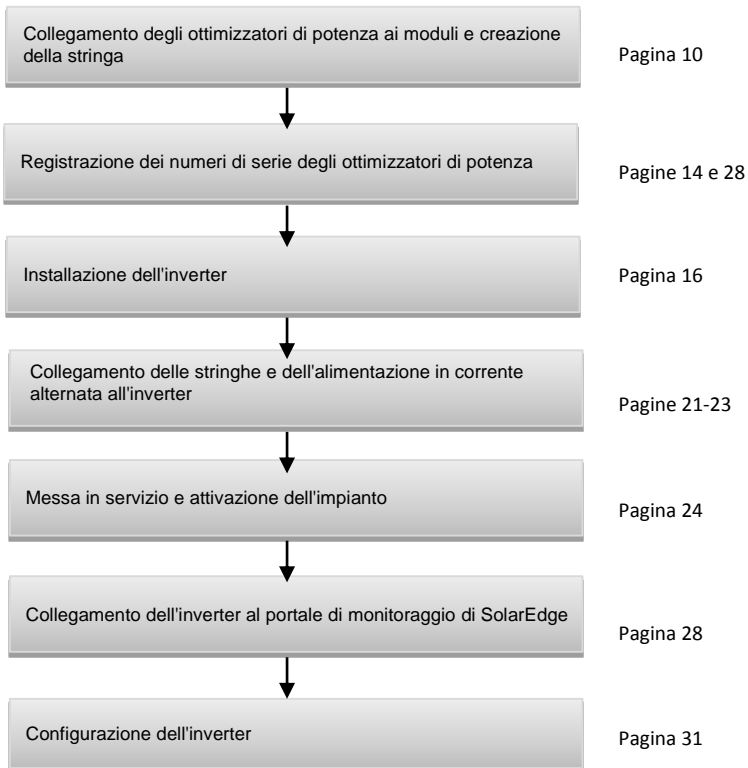 Collegamento degli ottimizzatori di potenza ai moduli e creazione
della stringa
Pagina 10
Registrazione dei numeri di serie degli ottimizzatori di potenza
Pagine 14 e 28
Installazione dell'inverter
Pagina 16
Collegamento delle stringhe e dell'alimentazione in corrente
alternata all'inverter
Pagine 21-23
Messa in servizio e attivazione dell'impianto
Pagina 24
Collegamento dell'inverter al portale di monitoraggio di SolarEdge
Pagina 28
Configurazione dell'inverter
Pagina 31